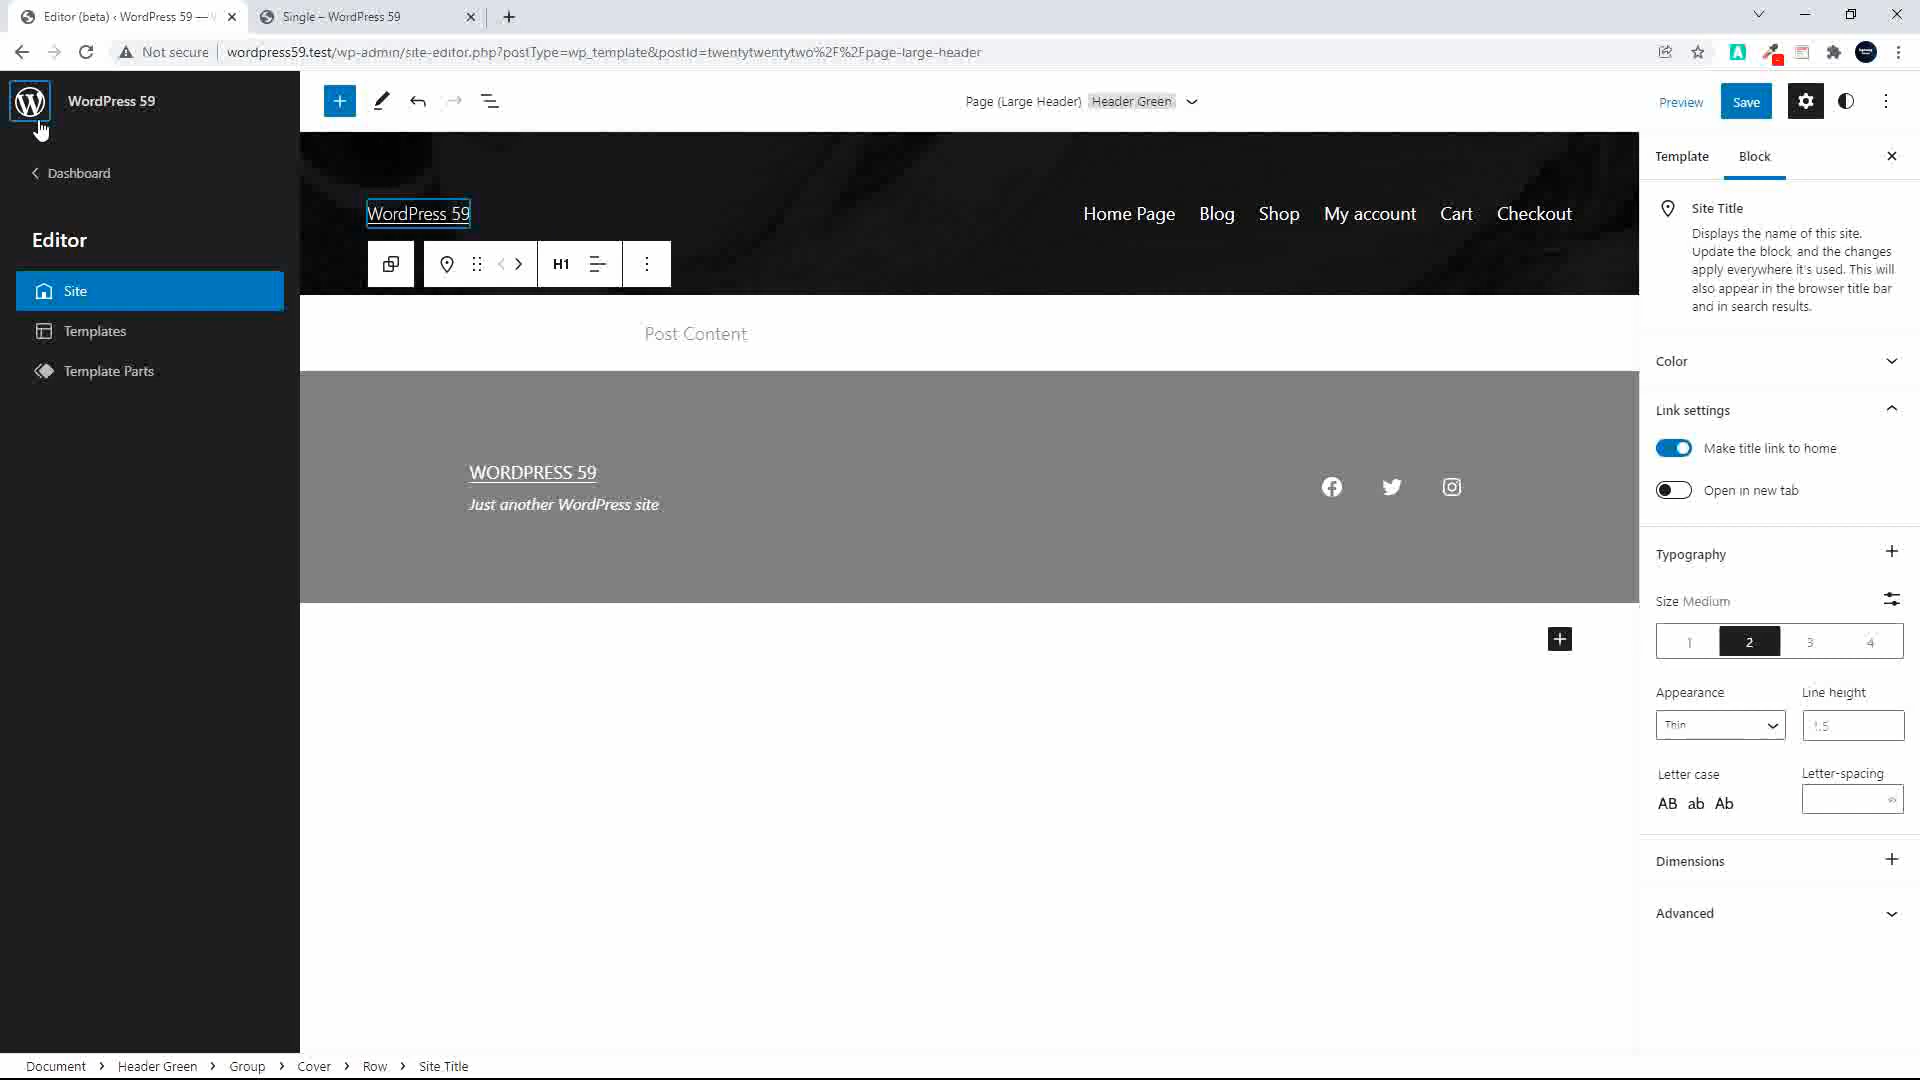 Editor (beta) ‹ WordPress 59 —
Single – WordPress 59
Not secure
wordpress59.test/wp-admin/site-editor.php?postType=wp_template&postId=twentytwentytwo%2F%2Fpage-large-header
WordPress 59
Dashboard
Editor
Site
Templates
Template Parts
Page (Large Header) Header Green
Preview
Save
WordPress 59
Home Page Blog Shop My account Cart Checkout
H1
Post Content
WORDPRESS 59
Just another WordPress site
Template Block
Site Title
Displays the name of this site.
Update the block, and the changes
apply everywhere it's used. This will
also appear in the browser title bar
and in search results.
Color
Link settings
Make title link to home
Open in new tab
Typography
Size Medium
1 2 3 4
Appearance Line height
Thin 1.5
Letter case Letter-spacing
AB ab Ab
Dimensions
Advanced
Document Header Green Group Cover Row Site Title